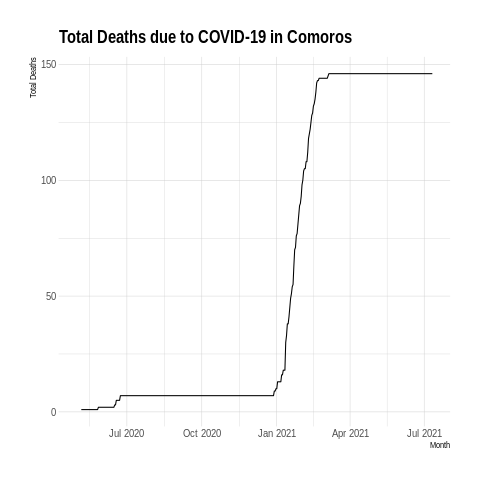 Total Deaths due to COVID-19 in Comoros
Total Deaths
150
100
50
0
Jul 2020 Oct 2020 Jan 2021 Apr 2021 Jul 2021
Month